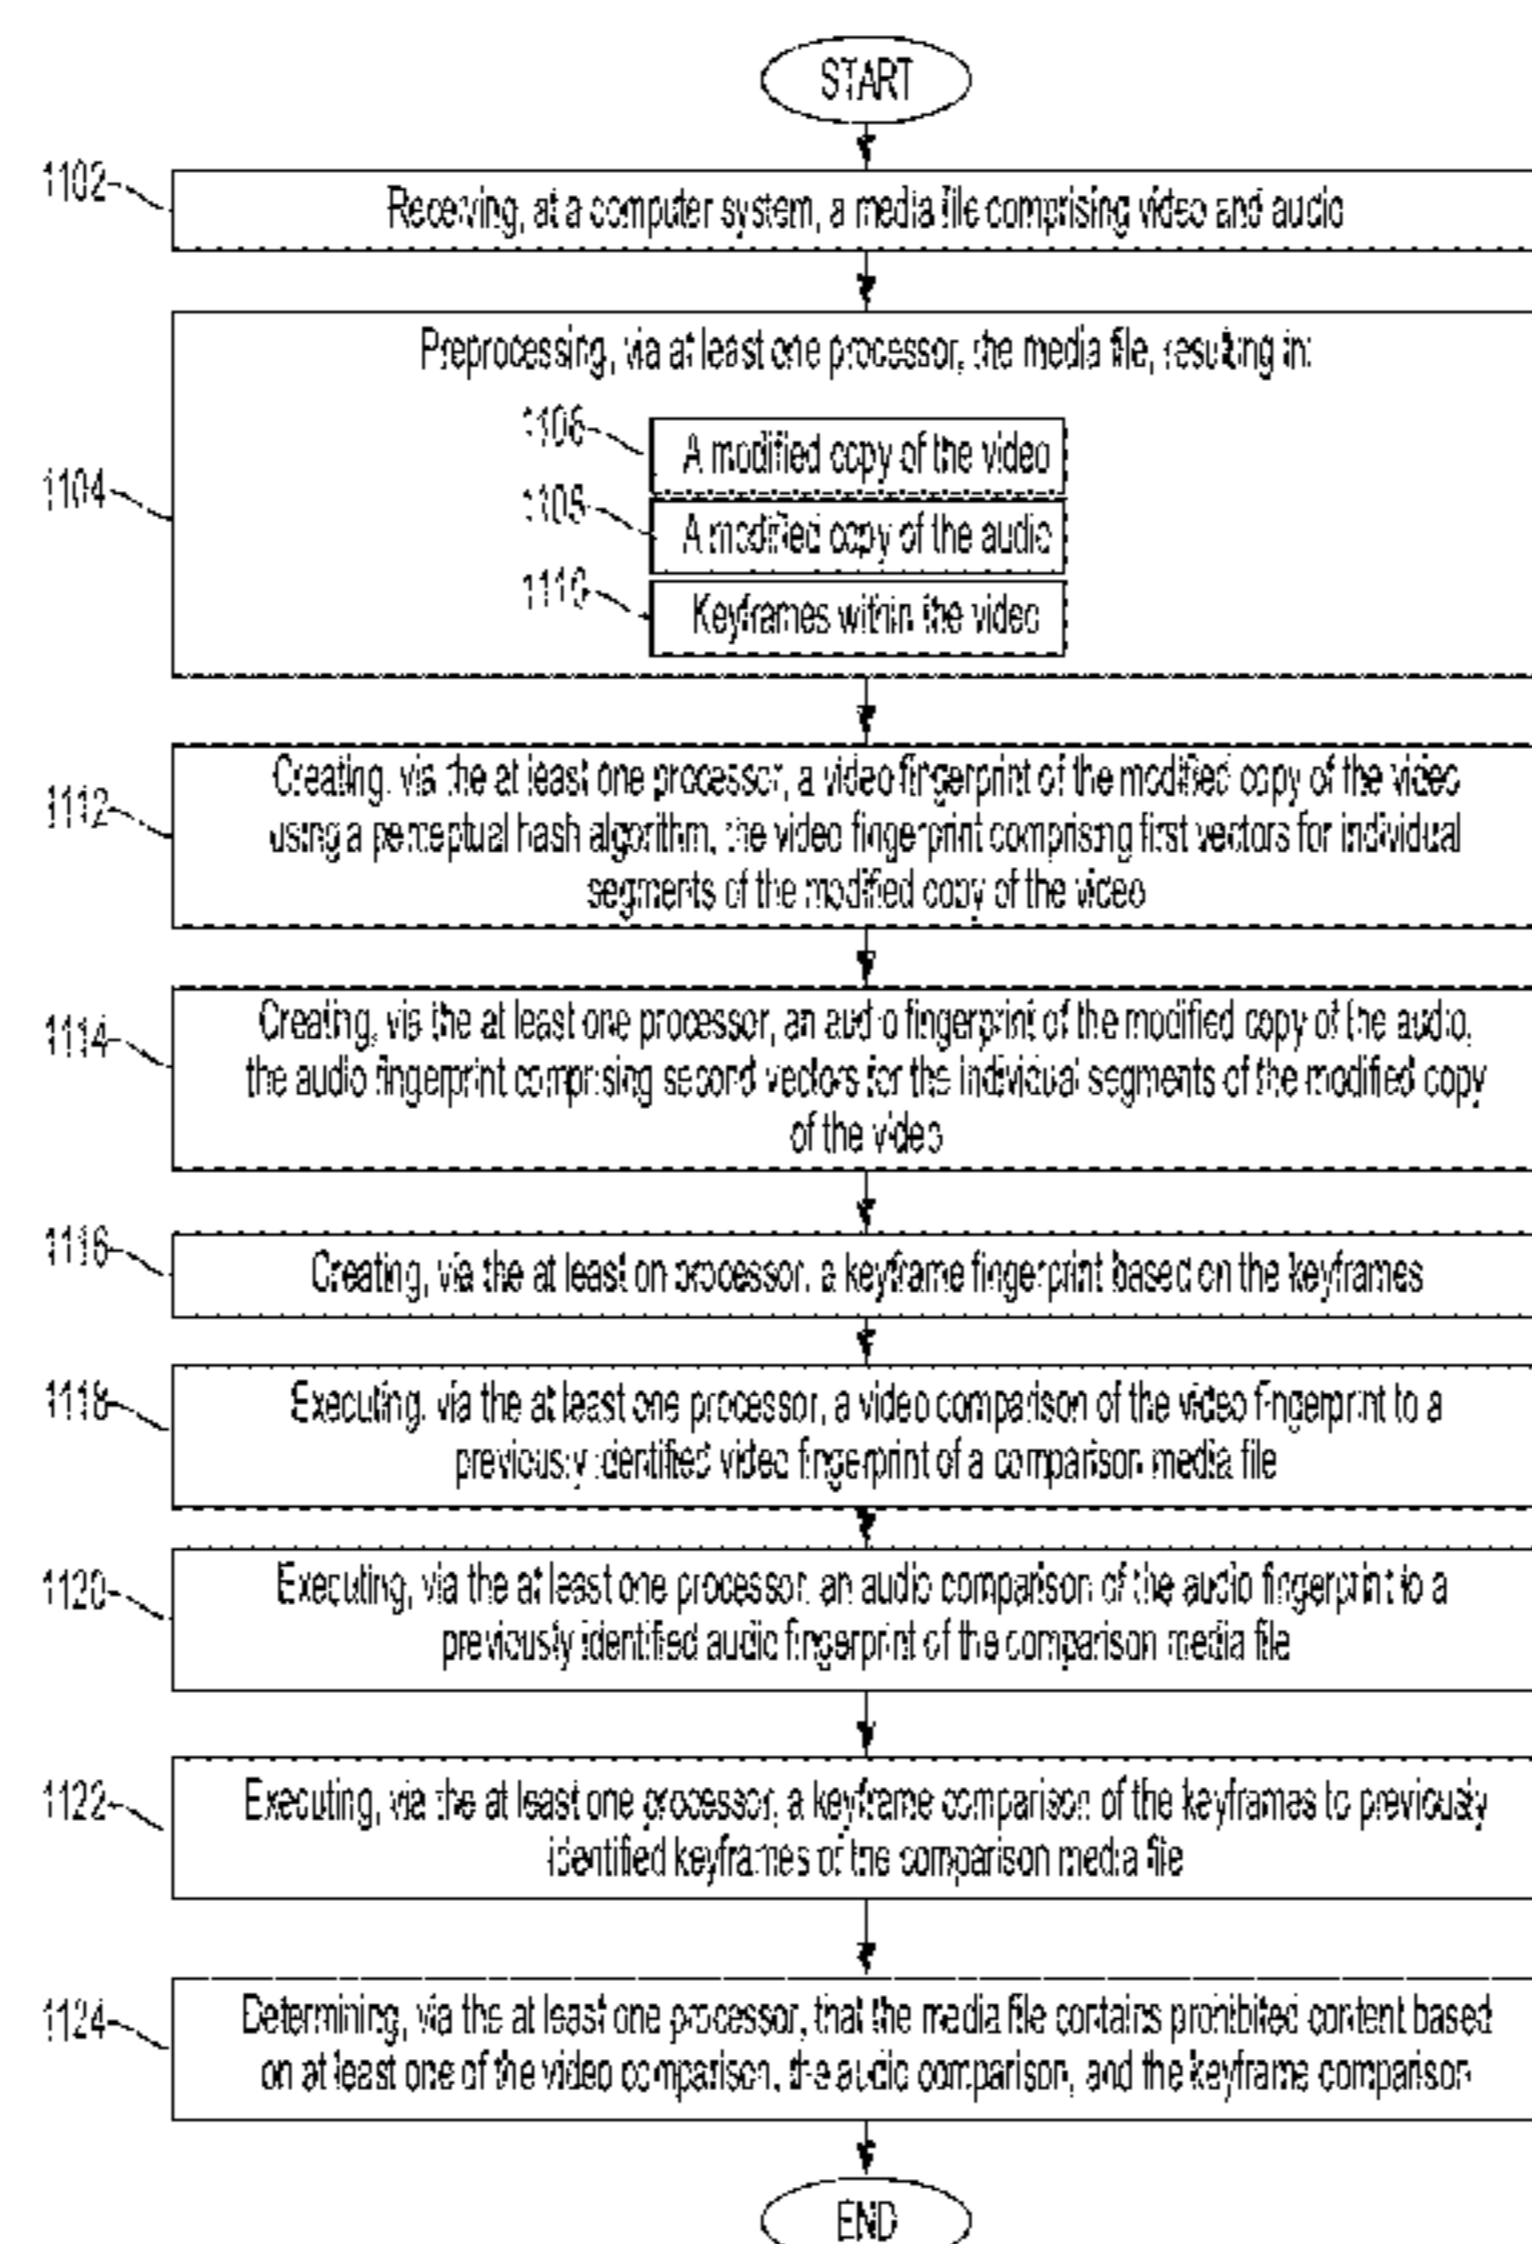 START
1102
Receiving, at a computer system, a media file comprising video and audio
1104
Preprocessing, via at least one processor, the media file, resulting in:
1106
A modified copy of the video
1108
A modified copy of the audio
1110
Keyframes within the video
1112
Creating, via the at least one processor, a video fingerprint of the modified copy of the video
using a perceptual hash algorithm, the video fingerprint comprising first vectors for individual
segments of the modified copy of the video
1114
Creating, via the at least one processor, an audio fingerprint of the modified copy of the audio,
the audio fingerprint comprising second vectors for the individual segments of the modified copy
of the video
1116
Creating, via the at least on processor, a keyframe fingerprint based on the keyframes
1118
Executing, via the at least one processor, a video comparison of the video fingerprint to a
previously identified video fingerprint of a comparison media file
1120
Executing, via the at least one processor, an audio comparison of the audio fingerprint to a
previously identified audio fingerprint of the comparison media file
1122
Executing, via the at least one processor, a keyframe comparison of the keyframes to previously
identified keyframes of the comparison media file
1124
Determining, via the at least one processor, that the media file contains prohibited content based
on at least one of the video comparison, the audio comparison, and the keyframe comparison
END